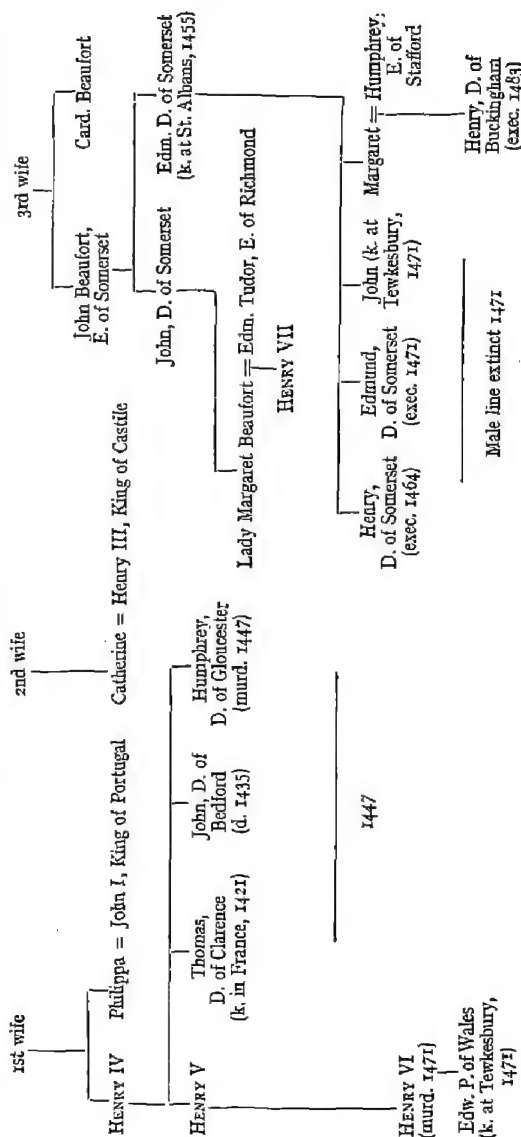 1st wife
2nd wife
3rd wife
HENRY IV
Philippa = John I, King of Portugal
Catherine = Henry III, King of Castile
John Beaufort,
E. of Somerset
Card. Beaufort
HENRY V
Thomas,
D. of Clarence
(k. in France, 1421)
John, D. of
Bedford
(d. 1435)
Humphrey,
D. of Gloucester
(murd. 1447)
John, D. of Somerset
Edm. D. of Somerset
(k. at St. Albans, 1455)
Lady Margaret Beaufort = Edm. Tudor, E. of Richmond
HENRY VII
1447
Henry,
D. of Somerset
(exec. 1464)
Edmund,
D. of Somerset
(exec. 1471)
John (k. at
Tewkesbury,
1471)
Margaret = Humphrey,
E. of
Stafford
HENRY VI
(murd. 1471)
Edw. P. of Wales
(k. at Tewkesbury,
1471)
Male line extinct 1471
Henry, D. of
Buckingham
(exec. 1483)